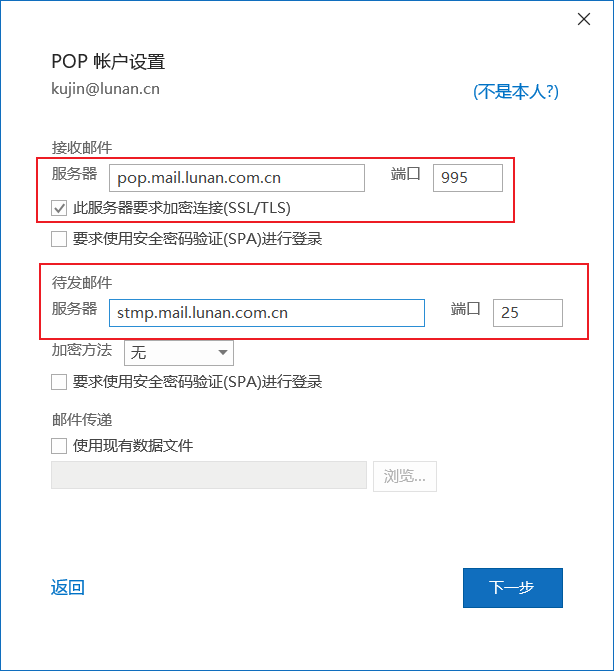 POP 帐户设置
kujin@lunan.cn
(不是本人?)
接收邮件
服务器 pop.mail.lunan.com.cn 端口 995
此服务器要求加密连接(SSL/TLS)
要求使用安全密码验证(SPA)进行登录
待发邮件
服务器 stmp.mail.lunan.com.cn 端口 25
加密方法 无
要求使用安全密码验证(SPA)进行登录
邮件传递
使用现有数据文件
浏览...
返回 下一步